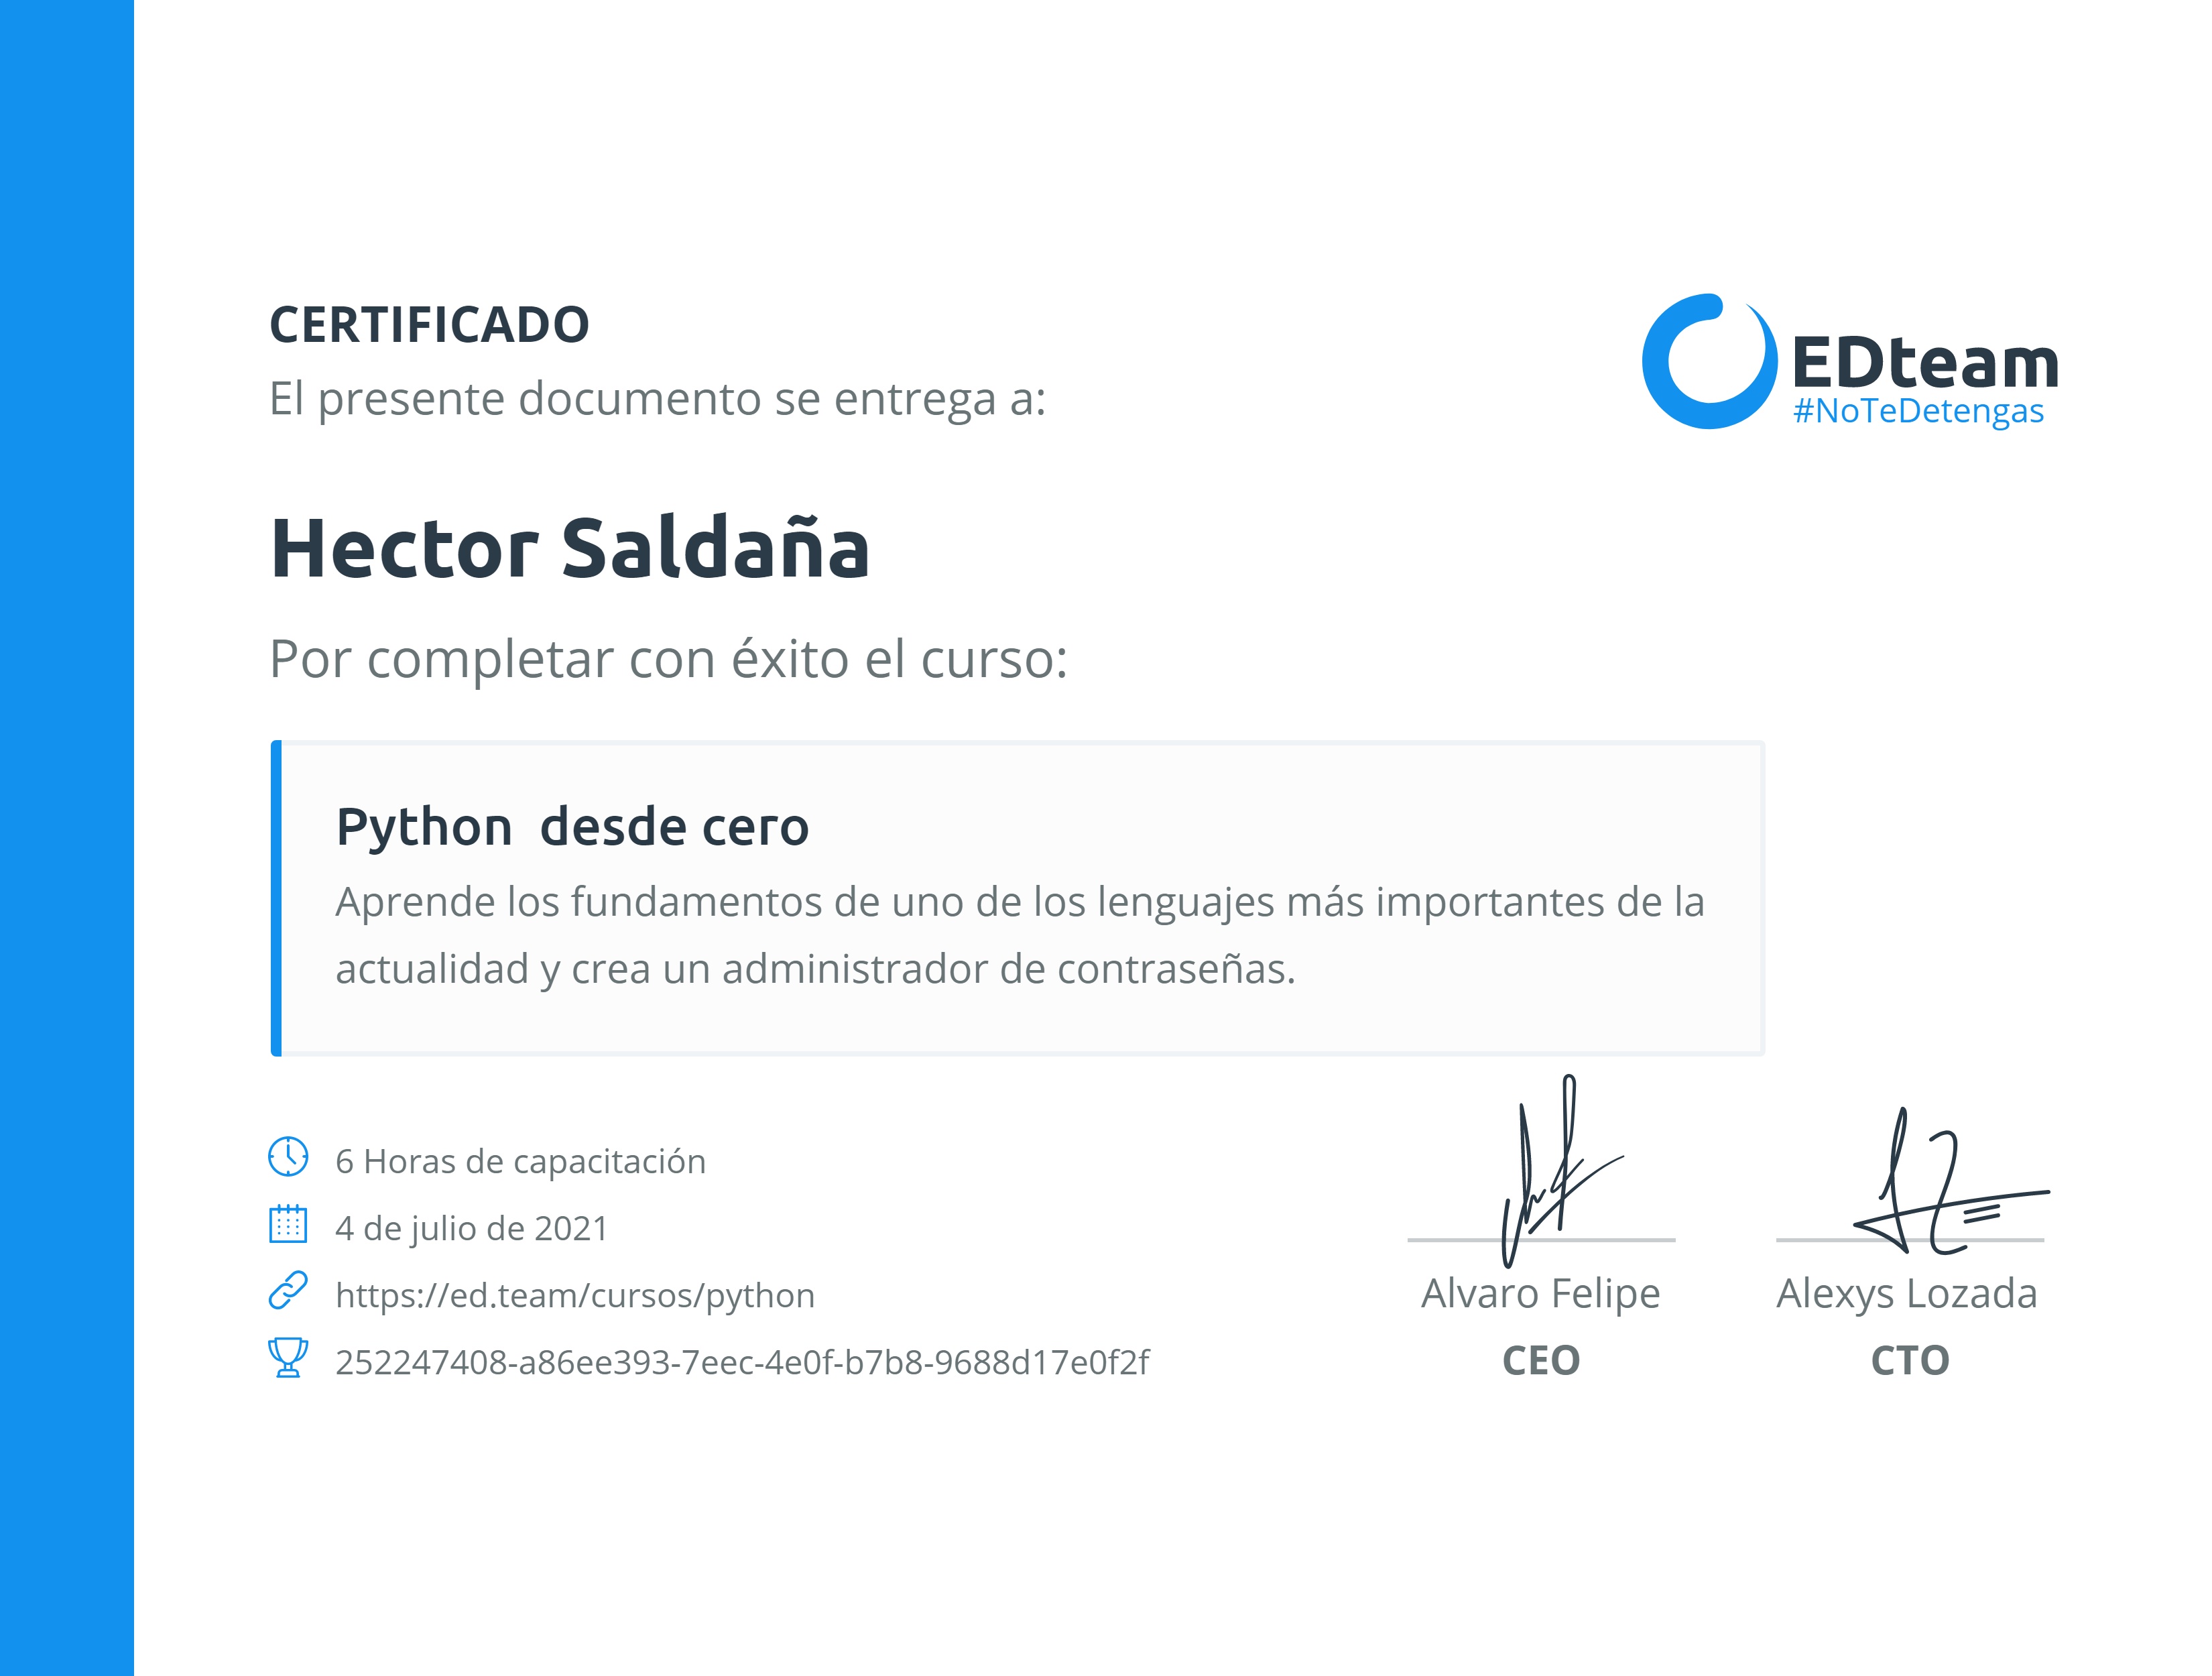 CERTIFICADO
El presente documento se entrega a:
EDteam
#NoTeDetengas
Hector Saldaña
Por completar con éxito el curso:
Python  desde cero
Aprende los fundamentos de uno de los lenguajes más importantes de la
actualidad y crea un administrador de contraseñas.
6 Horas de capacitación
4 de julio de 2021
https://ed.team/cursos/python
252247408-a86ee393-7eec-4e0f-b7b8-9688d17e0f2f
Alvaro Felipe
CEO
Alexys Lozada
CTO